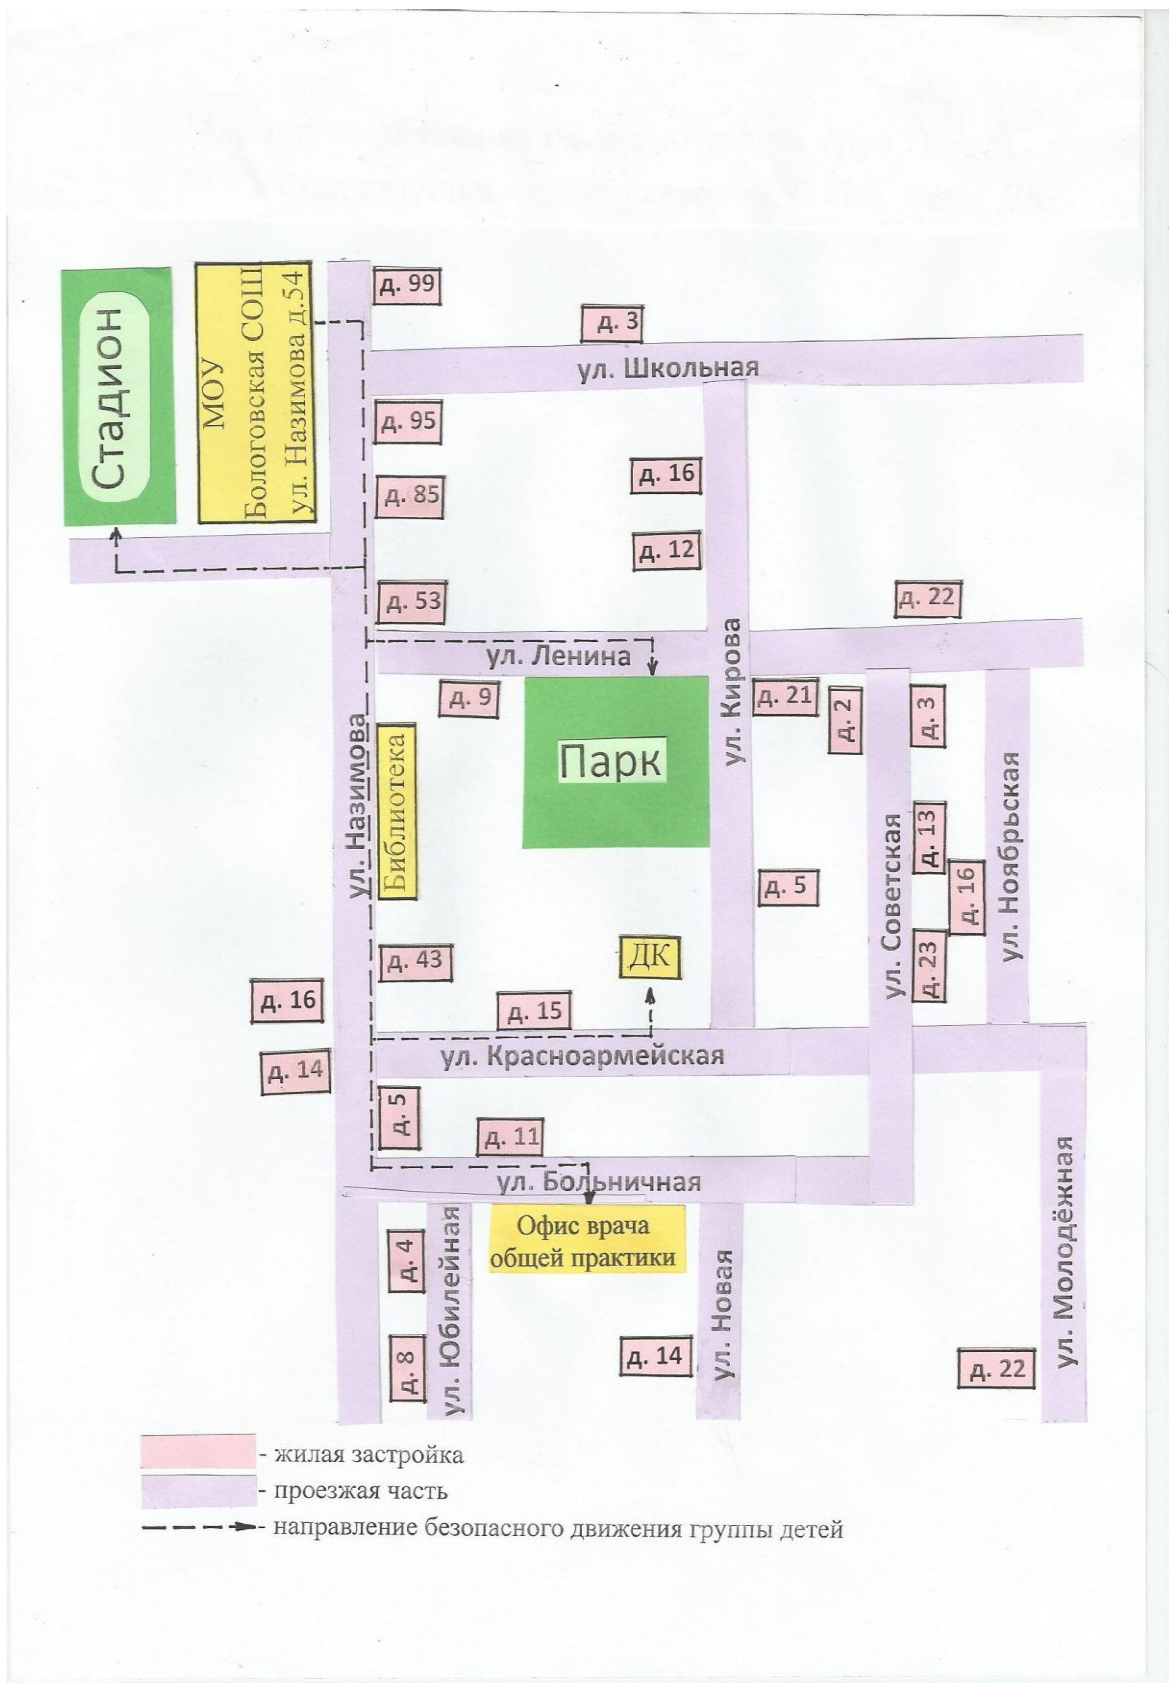 Стадион
МОУ
Бологовская СОШ
ул. Назимова д.54
д. 99
д. 3
ул. Школьная
д. 95
д. 85
д. 16
д. 12
д. 53
д. 22
ул. Ленина
ул. Кирова
д. 9
Парк
д. 21
д. 2
д. 3
ул. Назимова
Библиотека
ул. Советская
д. 13
д. 16
ул. Ноябрьская
д. 5
д. 23
д. 43
ДК
д. 16
д. 15
ул. Красноармейская
д. 14
д. 5
д. 11
ул. Больничная
ул. Молодёжная
Офис врача
общей практики
д. 4
ул. Юбилейная
ул. Новая
д. 8
д. 14
д. 22
- жилая застройка
- проезжая часть
- направление безопасного движения группы детей